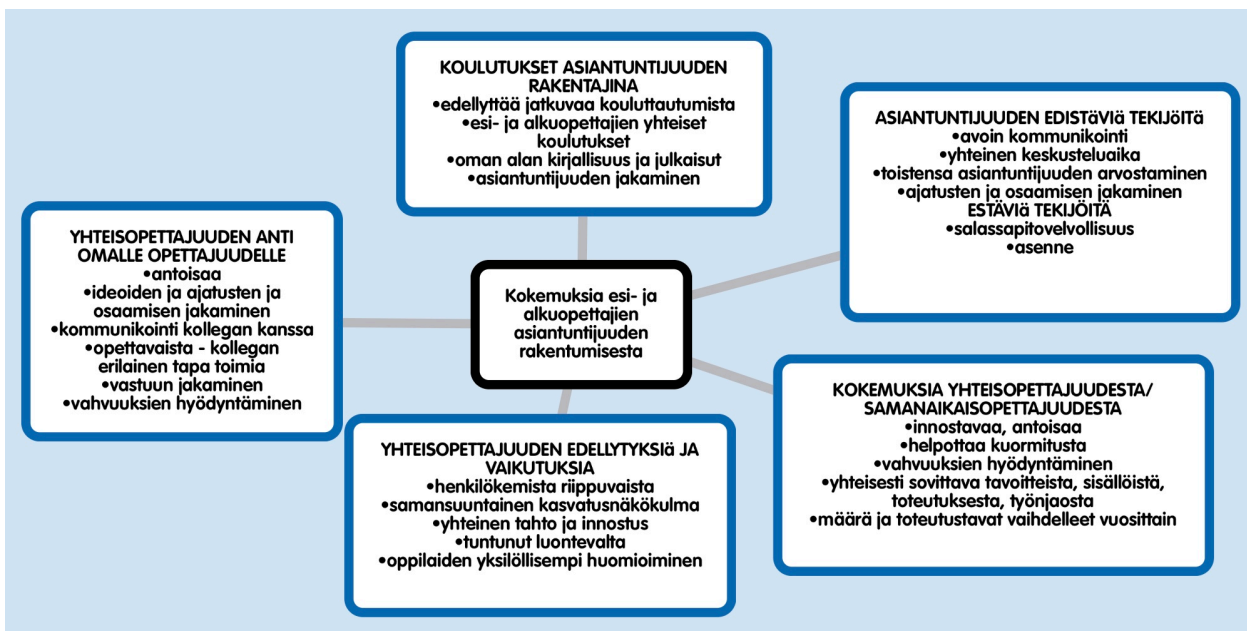 KOULUTUKSET ASIANTUNTIJUUDEN
RAKENTAJINA
•edellyttää jatkuvaa kouluttautumista
•esi- ja alkuopettajien yhteiset
koulutukset
•oman alan kirjallisuus ja julkaisut
•asiantuntijuuden jakaminen
ASIANTUNTIJUUDEN EDISTäVIä TEKIJöITä
•avoin kommunikointi
•yhteinen keskusteluaika
•toistensa asiantuntijuuden arvostaminen
•ajatusten ja osaamisen jakaminen
ESTÄVIä TEKIJÖITÄ
•salassapitovelvollisuus
•asenne
YHTEISOPETTAJUUDEN ANTI
OMALLE OPETTAJUUDELLE
•antoisaa
•ideoiden ja ajatusten ja
osaamisen jakaminen
•kommunikointi kollegan kanssa
•opettavaista - kollegan
erilainen tapa toimia
•vastuun jakaminen
•vahvuuksien hyödyntäminen
Kokemuksia esi- ja
alkuopettajien
asiantuntijuuden
rakentumisesta
KOKEMUKSIA YHTEISOPETTAJUUDESTA/
SAMANAIKAISOPETTAJUUDESTA
•innostavaa, antoisaa
•helpottaa kuormitusta
•vahvuuksien hyödyntäminen
•yhteisesti sovittava tavoitteista, sisällöistä,
toteutuksesta, työnjaosta
•määrä ja toteutustavat vaihdelleet vuosittain
YHTEISOPETTAJUUDEN EDELLYTYKSIä JA
VAIKUTUKSIA
•henkilökemista riippuvaista
•samansuuntainen kasvatusnäkökulma
•yhteinen tahto ja innostus
•tuntunut luontevalta
•oppilaiden yksilöllisempi huomioiminen